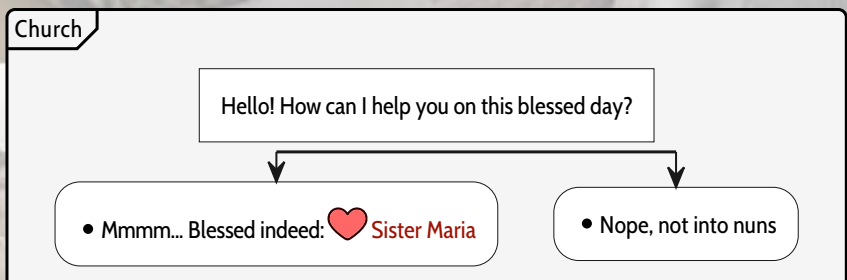 Church
Hello! How can I help you on this blessed day?
• Mmmm... Blessed indeed: Sister Maria
• Nope, not into nuns